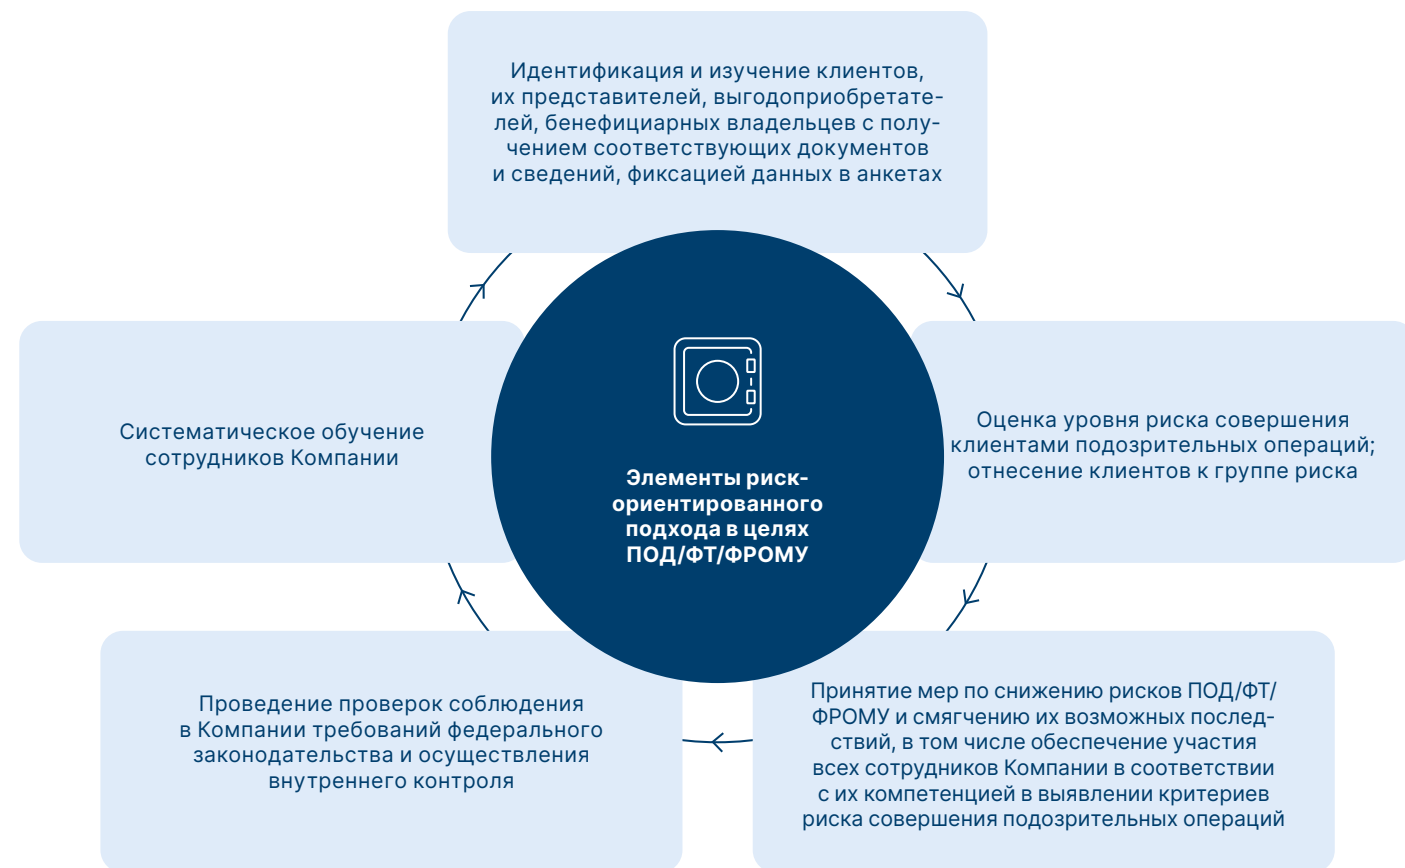 Идентификация и изучение клиентов,
их представителей, выгодоприобретате-
лей, бенефициарных владельцев с полу-
чением соответствующих документов
и сведений, фиксацией данных в анкетах
Систематическое обучение
сотрудников Компании
Элементы риск-
ориентированного
подхода в целях
ПОД/ФТ/ФРОМУ
Оценка уровня риска совершения
клиентами подозрительных операций;
отнесение клиентов к группе риска
Проведение проверок соблюдения
в Компании требований федерального
законодательства и осуществления
внутреннего контроля
Принятие мер по снижению рисков ПОД/ФТ/
ФРОМУ и смягчению их возможных послед-
ствий, в том числе обеспечение участия
всех сотрудников Компании в соответствии
с их компетенцией в выявлении критериев
риска совершения подозрительных операций